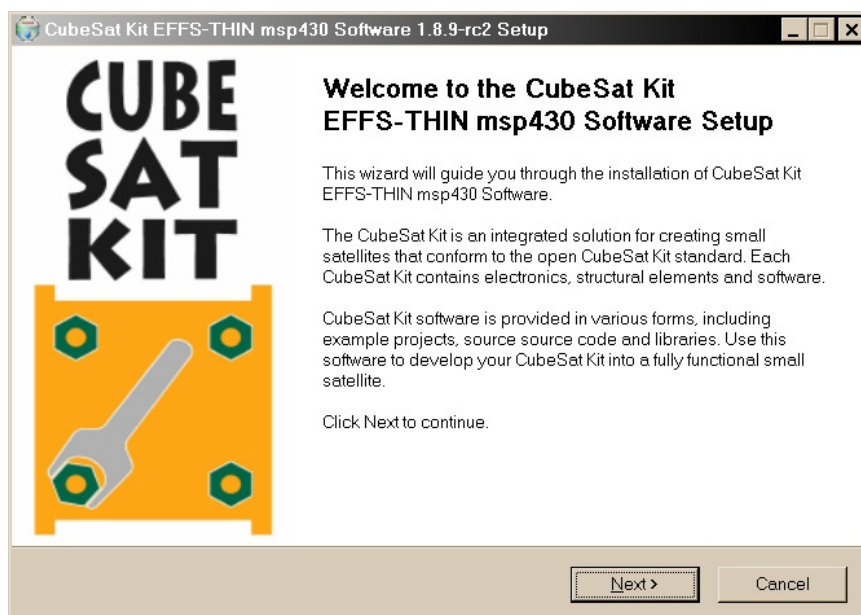 CubeSat Kit EFFS-THIN msp430 Software 1.8.9-rc2 Setup
CUBE
SAT
KIT
Welcome to the CubeSat Kit
EFFS-THIN msp430 Software Setup
This wizard will guide you through the installation of CubeSat Kit
EFFS-THIN msp430 Software.
The CubeSat Kit is an integrated solution for creating small
satellites that conform to the open CubeSat Kit standard. Each
CubeSat Kit contains electronics, structural elements and software.
CubeSat Kit software is provided in various forms, including
example projects, source source code and libraries. Use this
software to develop your CubeSat Kit into a fully functional small
satellite.
Click Next to continue.
Next >
Cancel